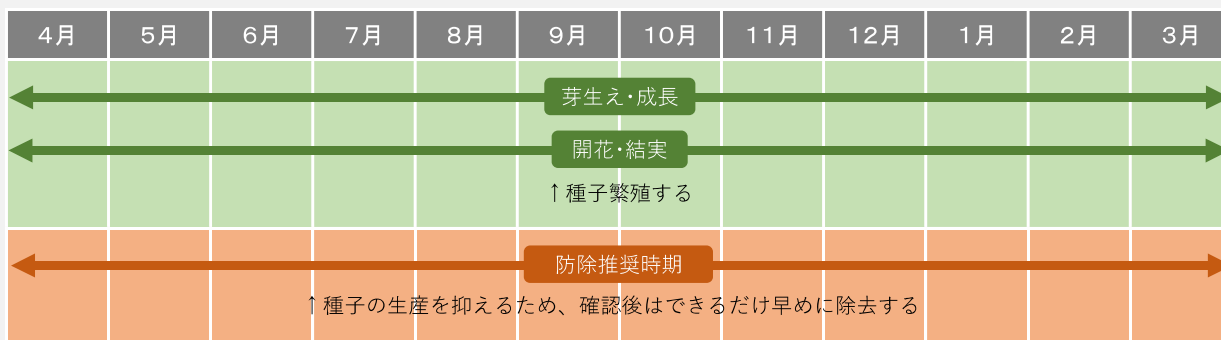 4月 5月 6月 7月 8月 9月 10月 11月 12月 1月 2月 3月
芽生え・成長
開花・結実
↑種子繁殖する
防除推奨時期
↑種子の生産を抑えるため、確認後はできるだけ早めに除去する